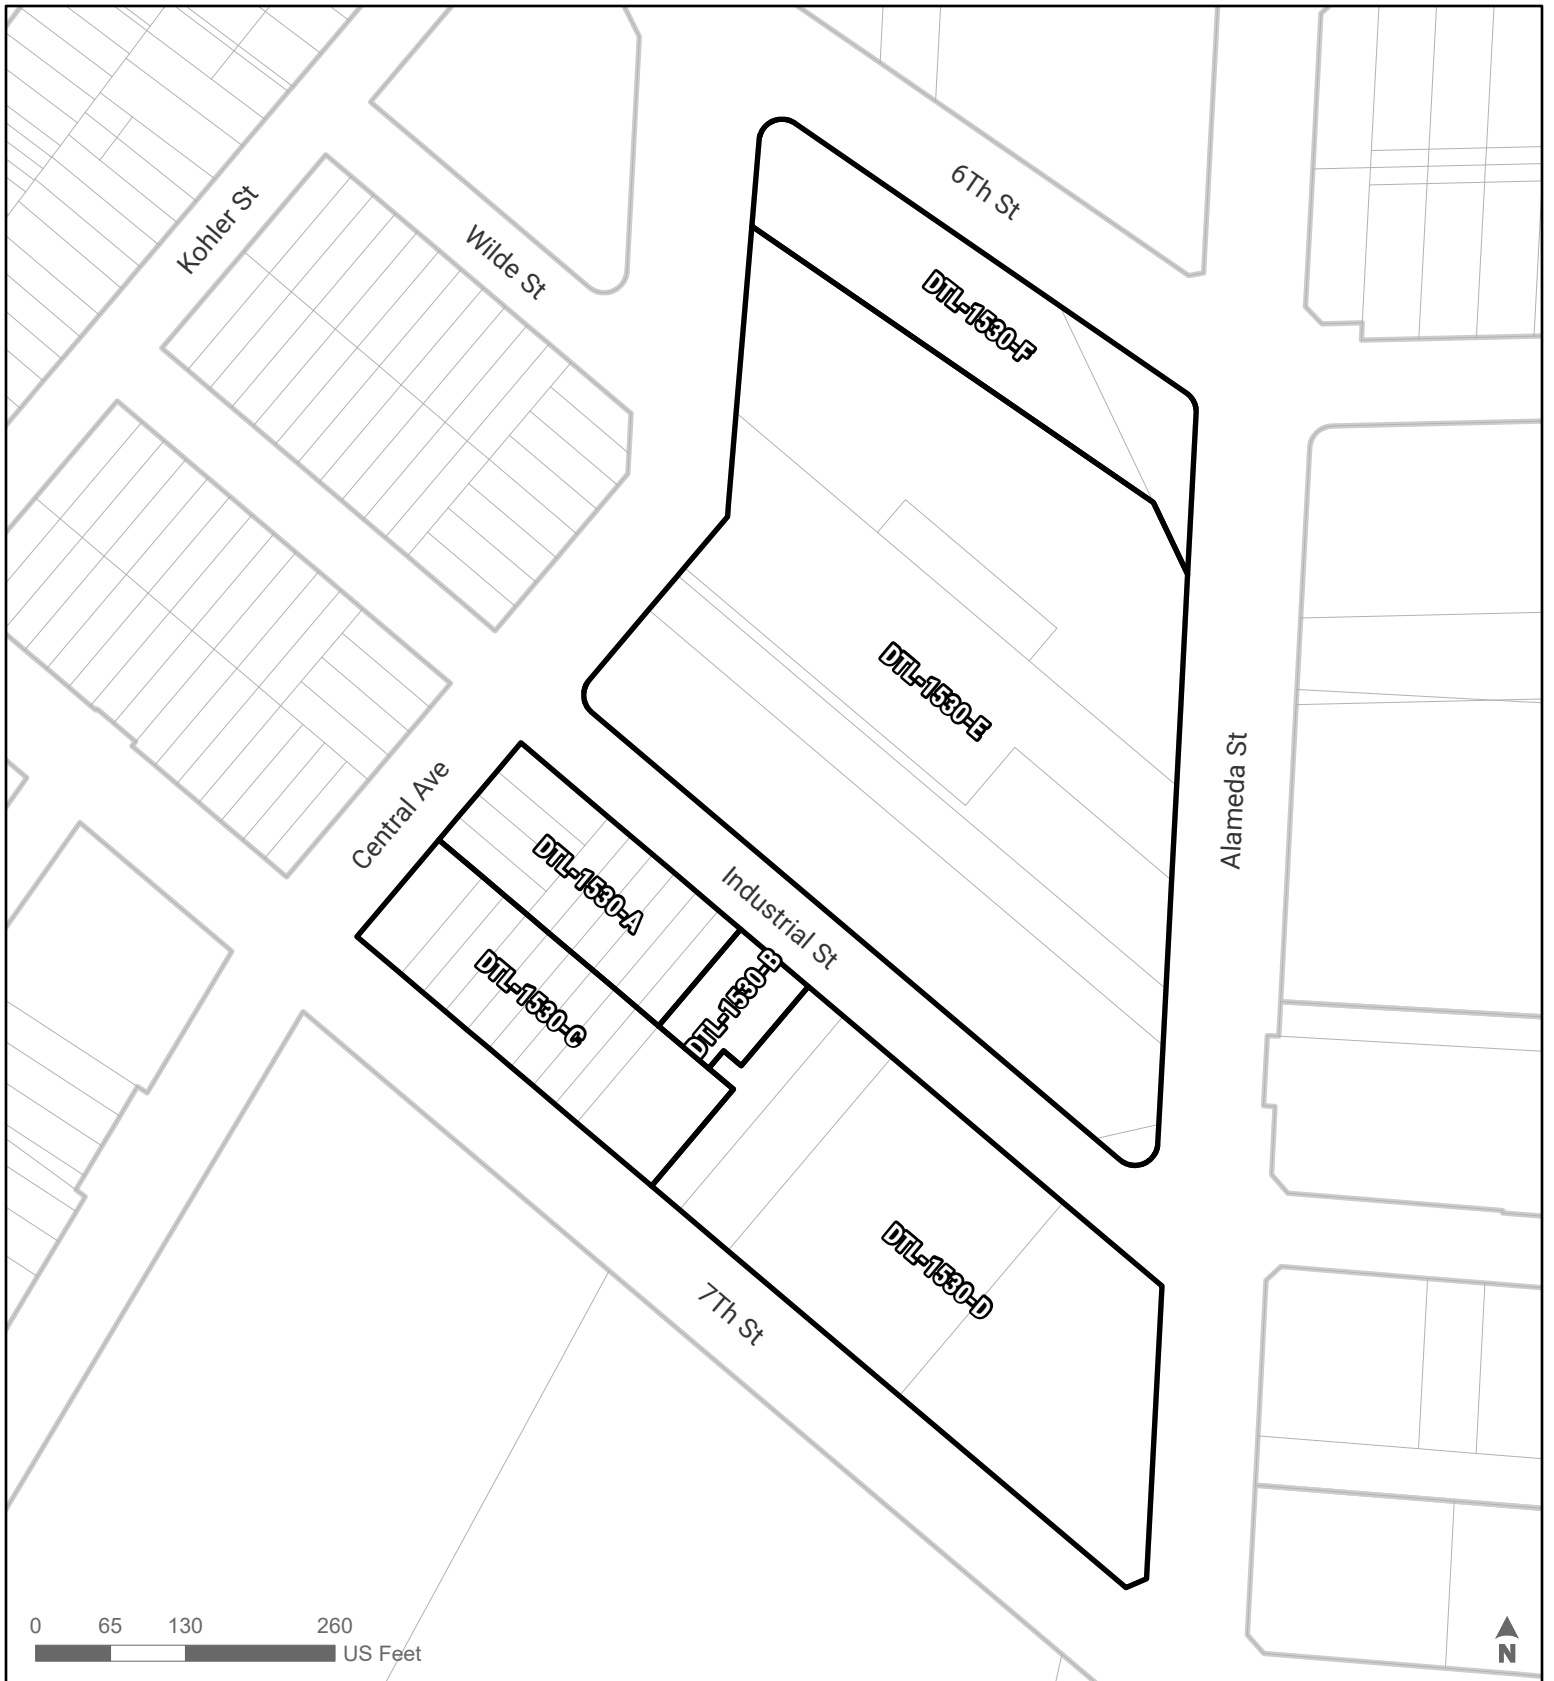 6Th St
Kohler St
Wilde St
DTL-1530-F
DTL-1530-E
Alameda St
Central Ave
DTL-1530-A
Industrial St
DTL-1530-B
DTL-1530-C
DTL-1530-D
7Th St
0 65 130 260
US Feet
N